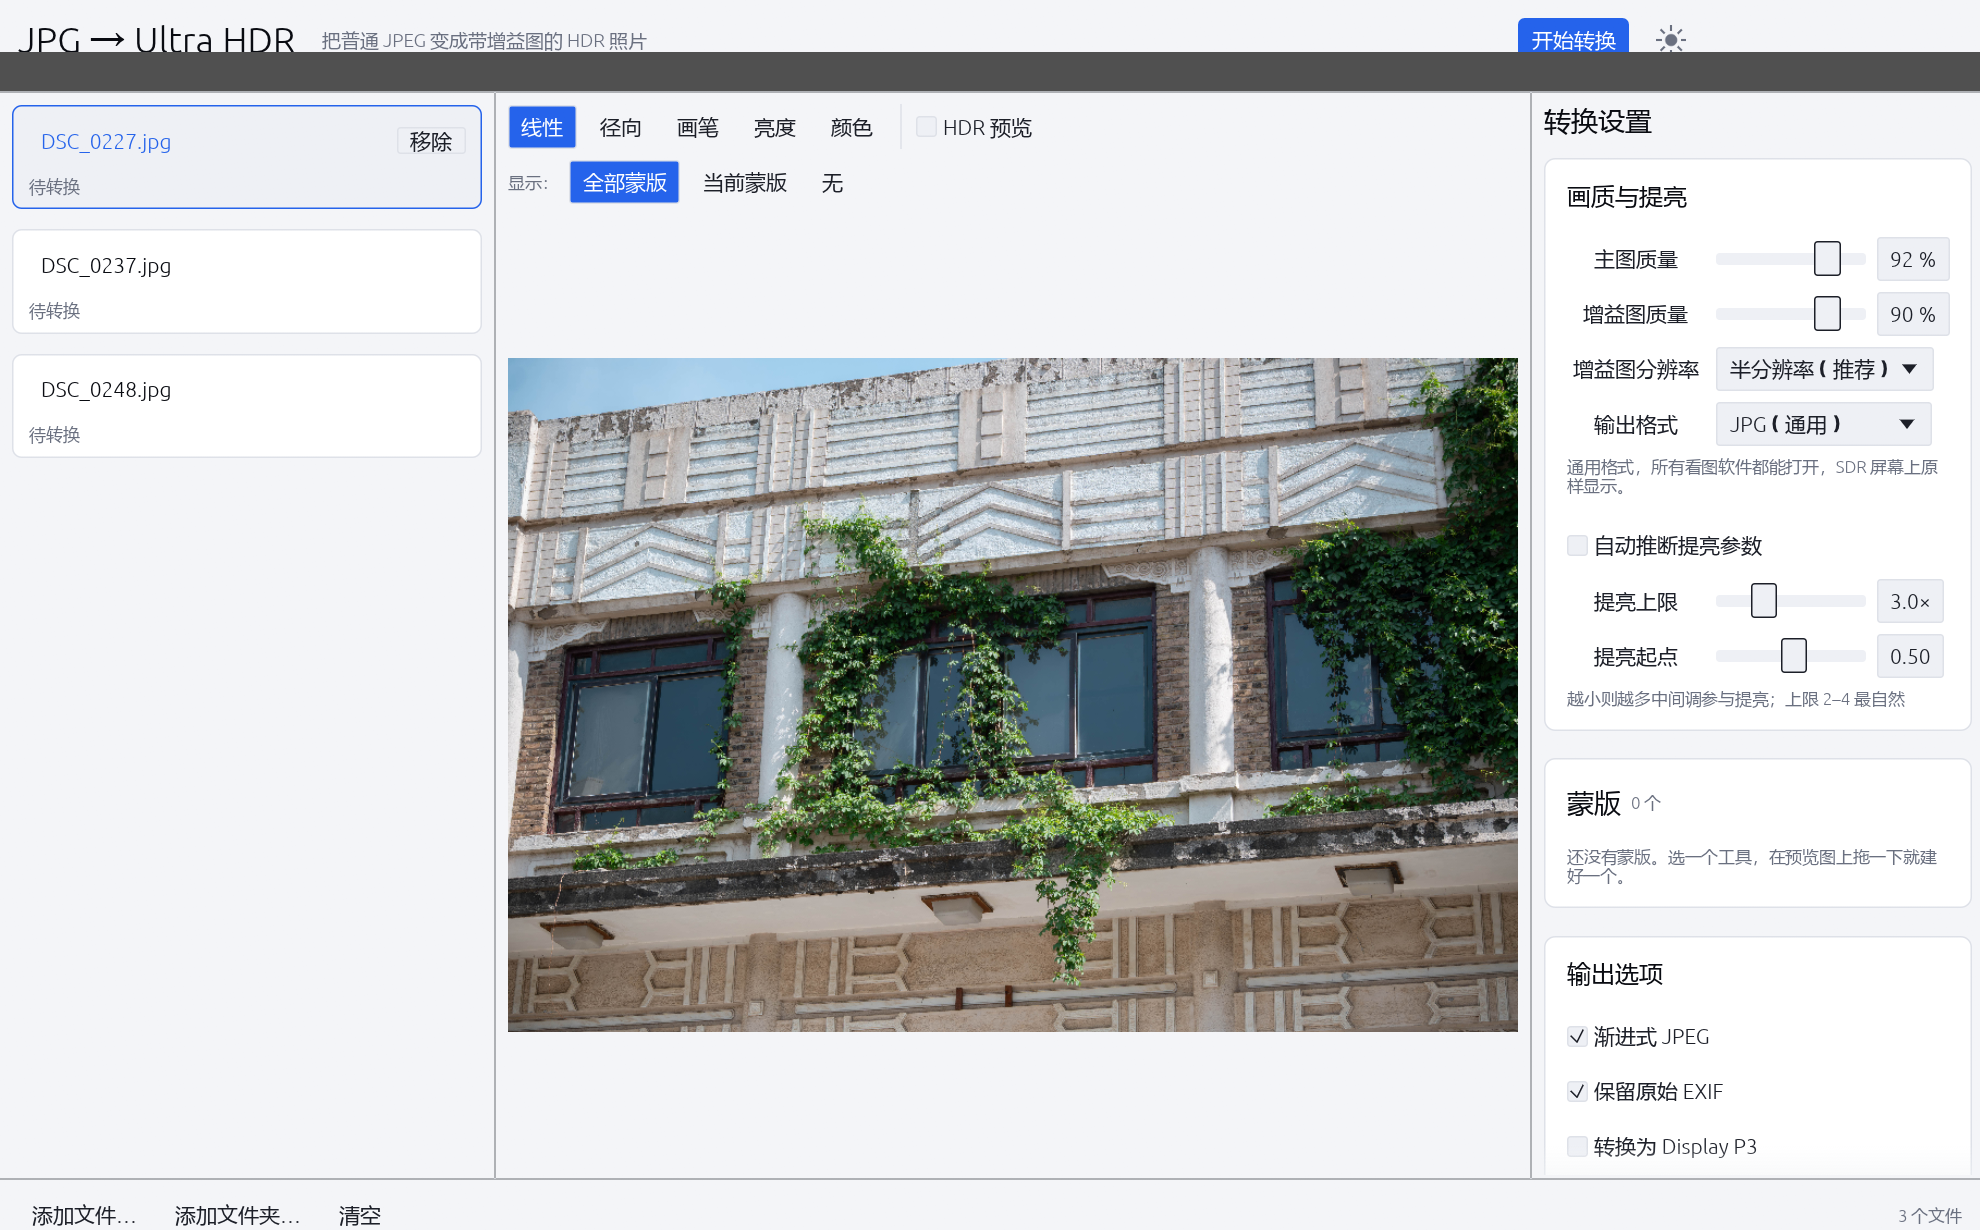 JPG → Ultra HDR 把普通 JPEG 变成带增益图的 HDR 照片 开始转换
DSC_0227.jpg 移除
待转换
DSC_0237.jpg
待转换
DSC_0248.jpg
待转换
线性 径向 画笔 亮度 颜色 HDR 预览
显示： 全部蒙版 当前蒙版 无
转换设置
画质与提亮
主图质量 92 %
增益图质量 90 %
增益图分辨率 半分辨率（推荐）
输出格式 JPG（通用）
通用格式，所有看图软件都能打开，SDR 屏幕上原
样显示。
自动推断提亮参数
提亮上限 3.0×
提亮起点 0.50
越小则越多中间调参与提亮；上限 2–4 最自然
蒙版 0 个
还没有蒙版。选一个工具，在预览图上拖一下就建
好一个。
输出选项
渐进式 JPEG
保留原始 EXIF
转换为 Display P3
添加文件… 添加文件夹… 清空
3 个文件